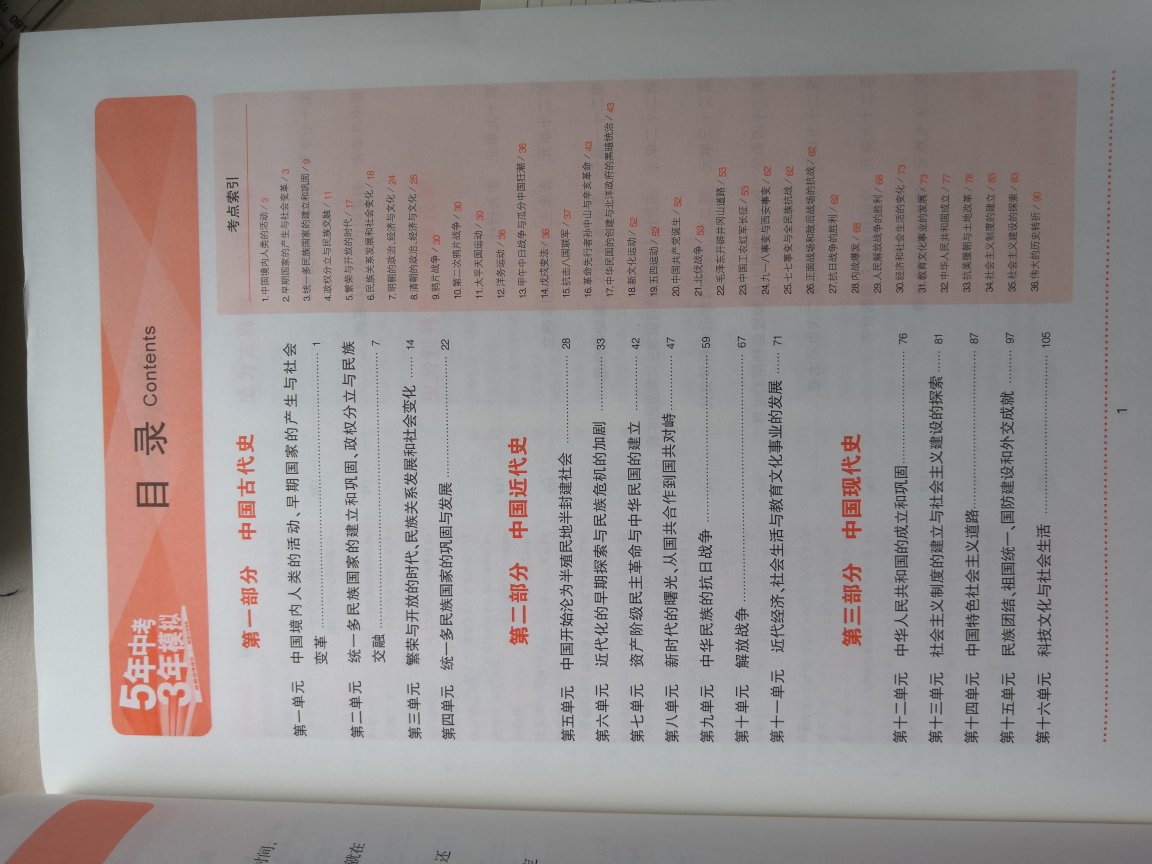 5年中考
3年模拟
目 录 Contents
第一部分 中国古代史
第一单元 中国境内人类的活动、早期国家的产生与社会
变革 1
第二单元 统一多民族国家的建立和巩固、政权分立与民族
交融 7
第三单元 繁荣与开放的时代、民族关系发展和社会变化 14
第四单元 统一多民族国家的巩固与发展 22
第二部分 中国近代史
第五单元 中国开始沦为半殖民地半封建社会 28
第六单元 近代化的早期探索与民族危机的加剧 33
第七单元 资产阶级民主革命与中华民国的建立 42
第八单元 新时代的曙光、从国共合作到国共对峙 47
第九单元 中华民族的抗日战争 59
第十单元 解放战争 67
第十一单元 近代经济、社会生活与教育文化事业的发展 71
第三部分 中国现代史
第十二单元 中华人民共和国的成立和巩固 76
第十三单元 社会主义制度的建立与社会主义建设的探索 81
第十四单元 中国特色社会主义道路 87
第十五单元 民族团结、祖国统一、国防建设和外交成就 97
第十六单元 科技文化与社会生活 105
考点索引
1.中国境内人类的活动/3
2.早期国家的产生与社会变革/3
3.统一多民族国家的建立和巩固/9
4.政权分立与民族交融/11
5.繁荣与开放的时代/17
6.民族关系发展和社会变化/18
7.明朝的政治、经济与文化/24
8.清朝的政治、经济与文化/25
9.鸦片战争/30
10.第二次鸦片战争/30
11.太平天国运动/30
12.洋务运动/36
13.甲午中日战争与瓜分中国狂潮/36
14.戊戌变法/36
15.抗击八国联军/37
16.革命先行者孙中山与辛亥革命/43
17.中华民国的创建与北洋政府的黑暗统治/43
18.新文化运动/52
19.五四运动/52
20.中国共产党诞生/52
21.北伐战争/53
22.毛泽东开辟井冈山道路/53
23.中国工农红军长征/53
24.九一八事变与西安事变/62
25.七七事变与全民族抗战/62
26.正面战场和敌后战场的抗战/62
27.抗日战争的胜利/62
28.内战爆发/68
29.人民解放战争的胜利/68
30.经济和社会生活的变化/73
31.教育文化事业的发展/73
32.中华人民共和国成立/77
33.抗美援朝与土地改革/78
34.社会主义制度的建立/83
35.社会主义建设的探索/83
36.伟大的历史转折/90
1
时间,
就在
还
定